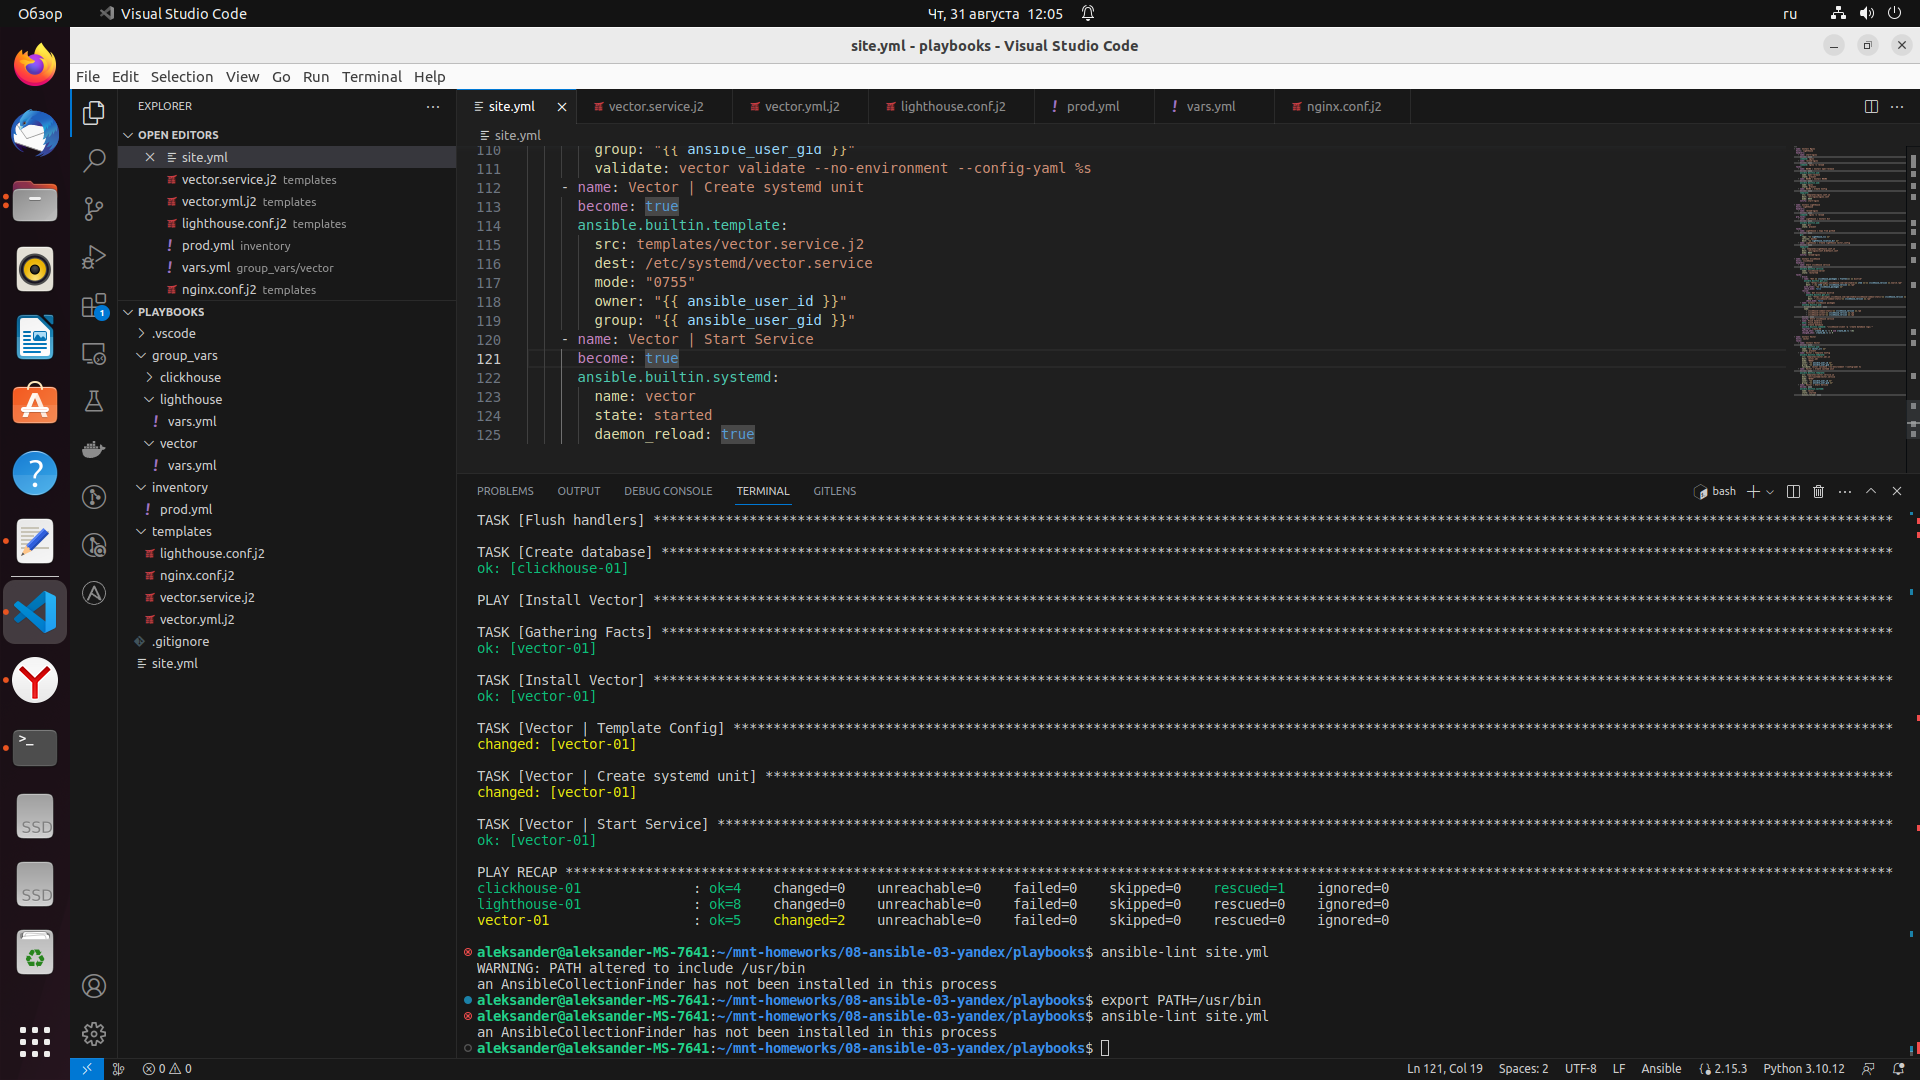 Обзор
Visual Studio Code
Чт, 31 августа 12:05
ru
site.yml - playbooks - Visual Studio Code
File Edit Selection View Go Run Terminal Help
EXPLORER
OPEN EDITORS
site.yml
vector.service.j2 templates
vector.yml.j2 templates
lighthouse.conf.j2 templates
prod.yml inventory
vars.yml group_vars/vector
nginx.conf.j2 templates
PLAYBOOKS
.vscode
group_vars
clickhouse
lighthouse
vars.yml
vector
vars.yml
inventory
prod.yml
templates
lighthouse.conf.j2
nginx.conf.j2
vector.service.j2
vector.yml.j2
.gitignore
site.yml
site.yml vector.service.j2 vector.yml.j2 lighthouse.conf.j2 prod.yml vars.yml nginx.conf.j2
site.yml
110 group: "{{ ansible_user_gid }}"
111 validate: vector validate --no-environment --config-yaml %s
112 - name: Vector | Create systemd unit
113 become: true
114 ansible.builtin.template:
115 src: templates/vector.service.j2
116 dest: /etc/systemd/vector.service
117 mode: "0755"
118 owner: "{{ ansible_user_id }}"
119 group: "{{ ansible_user_gid }}"
120 - name: Vector | Start Service
121 become: true
122 ansible.builtin.systemd:
123 name: vector
124 state: started
125 daemon_reload: true
PROBLEMS OUTPUT DEBUG CONSOLE TERMINAL GITLENS
bash
TASK [Flush handlers] ****************************************************************************************************************************************************
TASK [Create database] ***************************************************************************************************************************************************
ok: [clickhouse-01]
PLAY [Install Vector] ****************************************************************************************************************************************************
TASK [Gathering Facts] ***************************************************************************************************************************************************
ok: [vector-01]
TASK [Install Vector] ****************************************************************************************************************************************************
ok: [vector-01]
TASK [Vector | Template Config] ******************************************************************************************************************************************
changed: [vector-01]
TASK [Vector | Create systemd unit] **************************************************************************************************************************************
changed: [vector-01]
TASK [Vector | Start Service] ********************************************************************************************************************************************
ok: [vector-01]
PLAY RECAP ***************************************************************************************************************************************************************
clickhouse-01 : ok=4 changed=0 unreachable=0 failed=0 skipped=0 rescued=1 ignored=0
lighthouse-01 : ok=8 changed=0 unreachable=0 failed=0 skipped=0 rescued=0 ignored=0
vector-01 : ok=5 changed=2 unreachable=0 failed=0 skipped=0 rescued=0 ignored=0
aleksander@aleksander-MS-7641:~/mnt-homeworks/08-ansible-03-yandex/playbooks$ ansible-lint site.yml
WARNING: PATH altered to include /usr/bin
an AnsibleCollectionFinder has not been installed in this process
aleksander@aleksander-MS-7641:~/mnt-homeworks/08-ansible-03-yandex/playbooks$ export PATH=/usr/bin
aleksander@aleksander-MS-7641:~/mnt-homeworks/08-ansible-03-yandex/playbooks$ ansible-lint site.yml
an AnsibleCollectionFinder has not been installed in this process
aleksander@aleksander-MS-7641:~/mnt-homeworks/08-ansible-03-yandex/playbooks$
SSD
SSD
1
0 0
Ln 121, Col 19 Spaces: 2 UTF-8 LF Ansible 2.15.3 Python 3.10.12